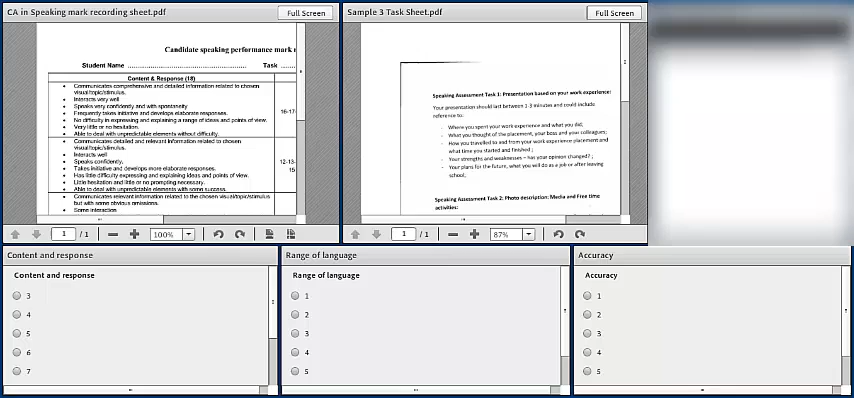 CA in Speaking mark recording sheet.pdf
Full Screen
Candidate speaking performance mark r
Student Name
Task
Content & Response (18)
• Communicates comprehensive and detailed information related to chosen
visual/topic/stimulus.
• Interacts very well
• Speaks very confidently and with spontaneity
• Frequently takes initiative and develops elaborate responses.
• No difficulty in expressing and explaining a range of ideas and points of view.
• Very little or no hesitation.
• Able to deal with unpredictable elements without difficulty.
16-17-
• Communicates detailed and relevant information related to chosen
visual/topic/stimulus.
• Interacts well
• Speaks confidently.
• Takes initiative and develops more elaborate responses.
• Has little difficulty expressing and explaining ideas and points of view.
• Little hesitation and little or no prompting necessary.
• Able to deal with unpredictable elements with some success.
12-13-
15
• Communicates relevant information related to the chosen visual/topic/stimulus
but with some obvious omissions.
• Some interaction
1 / 1
100%
Sample 3 Task Sheet.pdf
Full Screen
Speaking Assessment Task 1: Presentation based on your work experience:
Your presentation should last between 1-3 minutes and could include
reference to:
- Where you spent your work experience and what you did;
- What you thought of the placement, your boss and your colleagues;
- How you travelled to and from your work experience placement and
what time you started and finished ;
- Your strengths and weaknesses – has your opinion changed? ;
- Your plans for the future, what you will do as a job or after leaving
school;
Speaking Assessment Task 2: Photo description: Media and Free time
activities:
1 / 1
87%
Content and response
Content and response
3
4
5
6
7
Range of language
Range of language
1
2
3
4
5
Accuracy
Accuracy
1
2
3
4
5